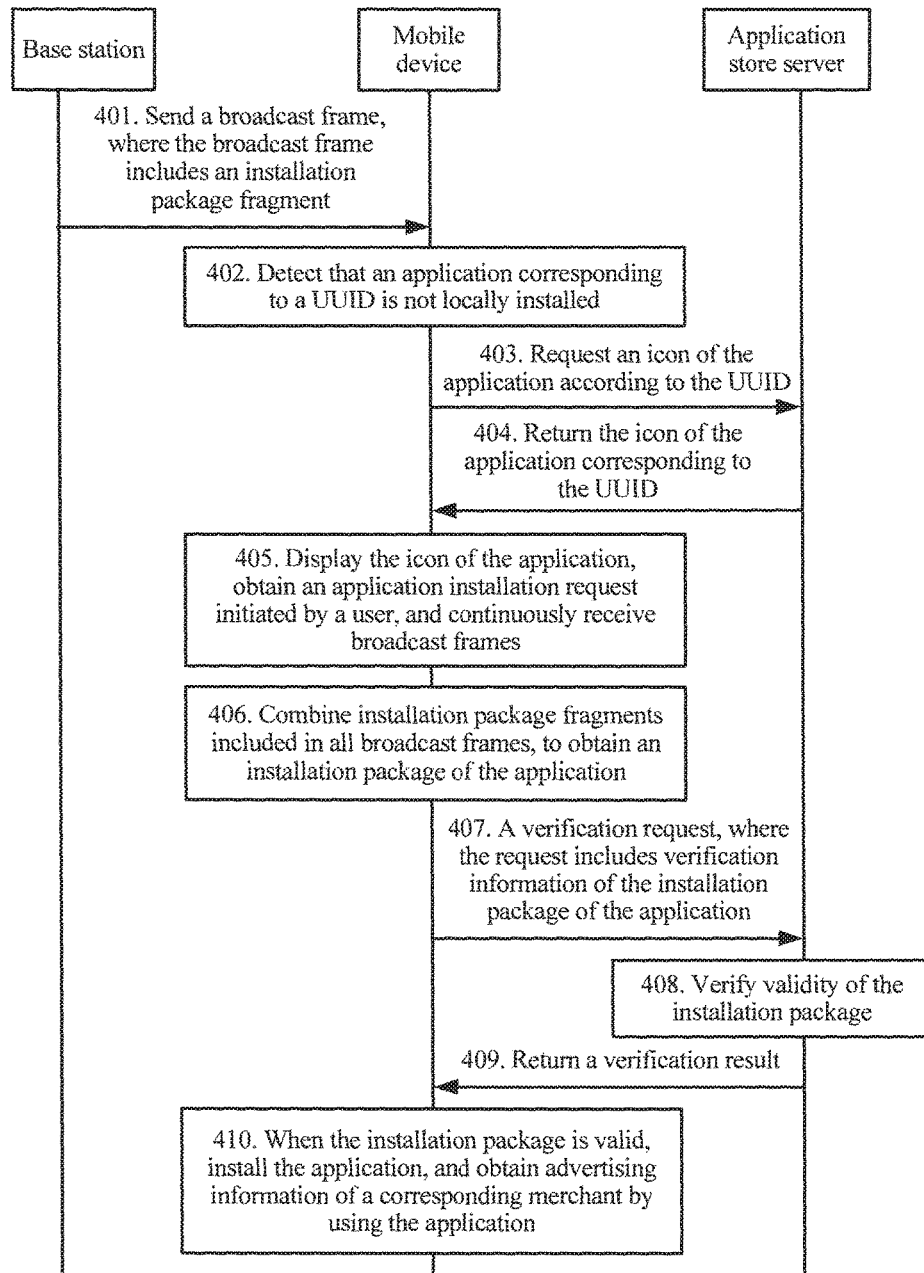 Base station
Mobile
device
Application
store server
401. Send a broadcast frame,
where the broadcast frame
includes an installation
package fragment
402. Detect that an application corresponding
to a UUID is not locally installed
403. Request an icon of the
application according to the UUID
404. Return the icon of the
application corresponding to
the UUID
405. Display the icon of the application,
obtain an application installation request
initiated by a user, and continuously receive
broadcast frames
406. Combine installation package fragments
included in all broadcast frames, to obtain an
installation package of the application
407. A verification request, where
the request includes verification
information of the installation
package of the application
408. Verify validity of the
installation package
409. Return a verification result
410. When the installation package is valid,
install the application, and obtain advertising
information of a corresponding merchant by
using the application